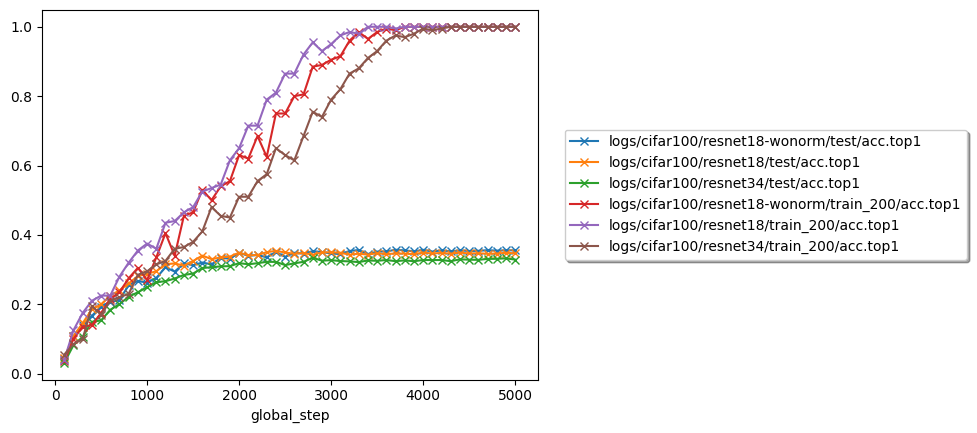 1.0
0.8
0.6
0.4
0.2
0.0
0
1000
2000
3000
4000
5000
global_step
logs/cifar100/resnet18-wonorm/test/acc.top1
logs/cifar100/resnet18/test/acc.top1
logs/cifar100/resnet34/test/acc.top1
logs/cifar100/resnet18-wonorm/train_200/acc.top1
logs/cifar100/resnet18/train_200/acc.top1
logs/cifar100/resnet34/train_200/acc.top1